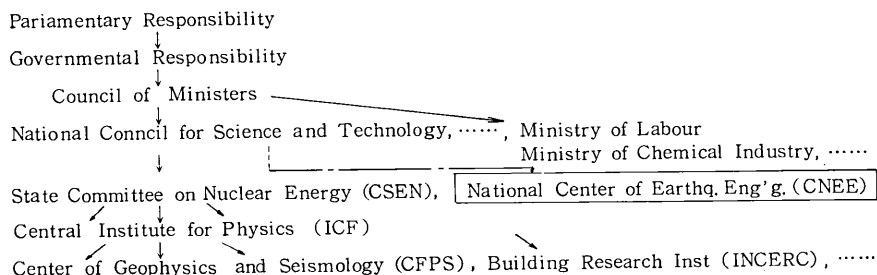 Pariamentary Responsibility
Governmental Responsibility
Council of Ministers
National Conncil for Science and Technology, ……, Ministry of Labour
Ministry of Chemical Industry, ……
State Committee on Nuclear Energy (CSEN), National Center of Earthq. Eng'g. (CNEE)
Central Institute for Physics (ICF)
Center of Geophysics and Seismology (CFPS), Building Research Inst (INCERC), ……